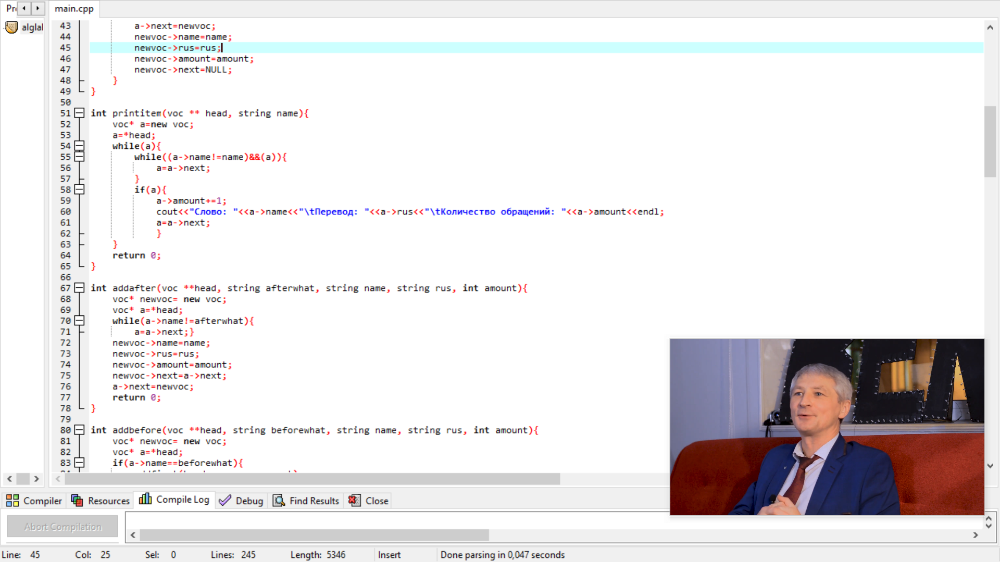 Pr
main.cpp
alglal
43 a->next=newvoc;
44 newvoc->name=name;
45 newvoc->rus=rus;
46 newvoc->amount=amount;
47 newvoc->next=NULL;
48 }
49 }
50
51 int printitem(voc ** head, string name){
52 voc* a=new voc;
53 a=*head;
54 while(a){
55 while((a->name!=name)&&(a)){
56 a=a->next;
57 }
58 if(a){
59 a->amount+=1;
60 cout<<"Слово: "<<a->name<<"\tПеревод: "<<a->rus<<"\tКоличество обращений: "<<a->amount<<endl;
61 a=a->next;
62 }
63 }
64 return 0;
65 }
66
67 int addafter(voc **head, string afterwhat, string name, string rus, int amount){
68 voc* newvoc= new voc;
69 voc* a=*head;
70 while(a->name!=afterwhat){
71 a=a->next;}
72 newvoc->name=name;
73 newvoc->rus=rus;
74 newvoc->amount=amount;
75 newvoc->next=a->next;
76 a->next=newvoc;
77 return 0;
78 }
79
80 int addbefore(voc **head, string beforewhat, string name, string rus, int amount){
81 voc* newvoc= new voc;
82 voc* a=*head;
83 if(a->name==beforewhat){
Compiler Resources Compile Log Debug Find Results Close
Abort Compilation
Line: 45 Col: 25 Sel: 0 Lines: 245 Length: 5346 Insert Done parsing in 0,047 seconds